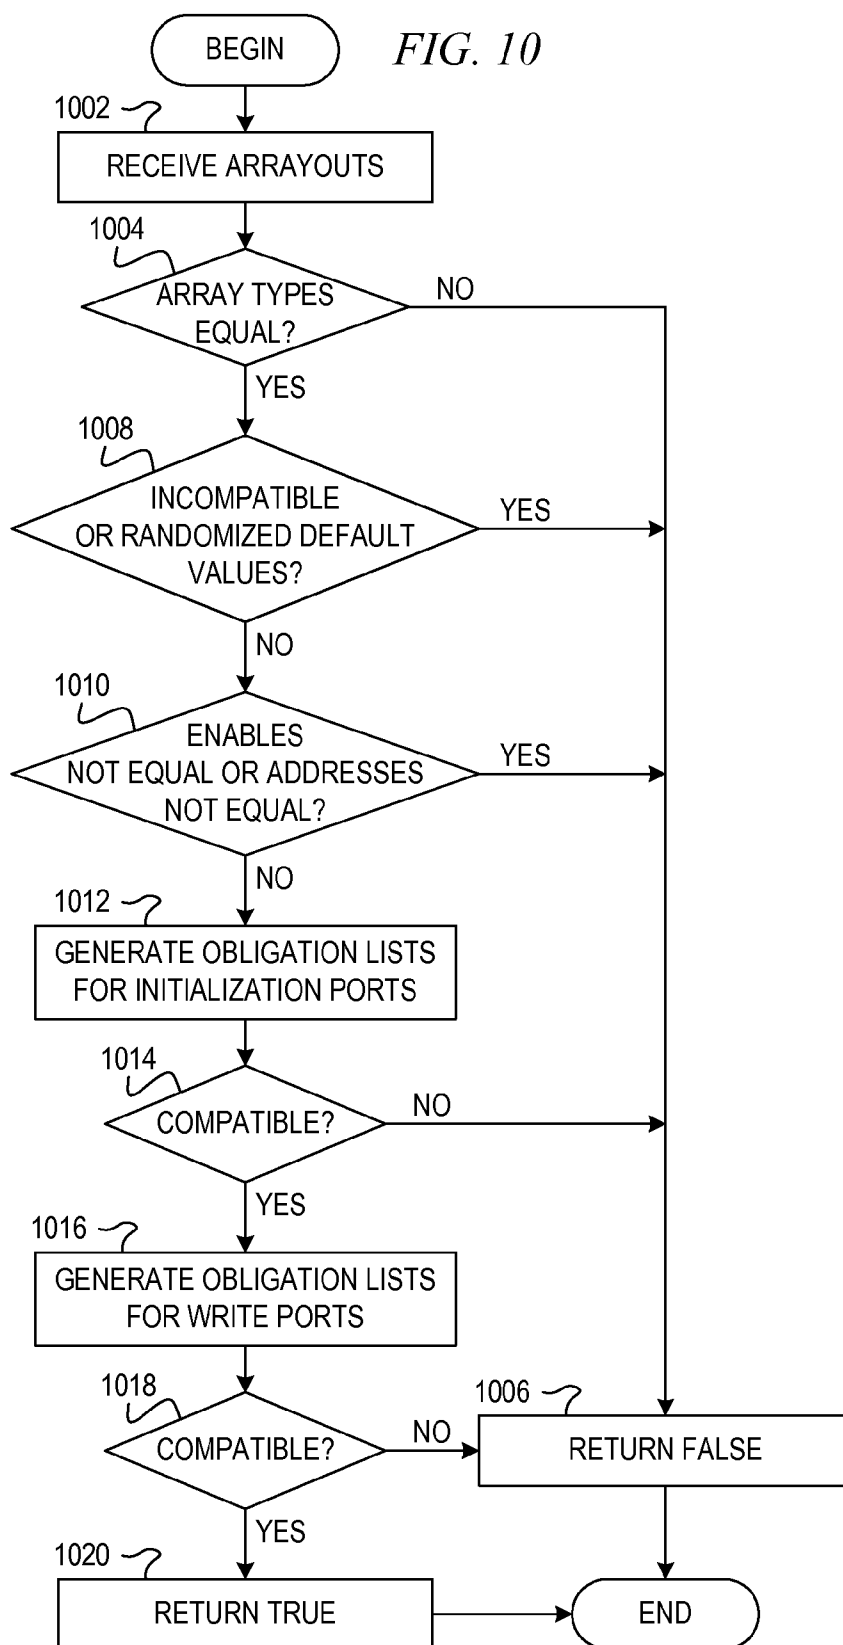 BEGIN
FIG. 10
1002
RECEIVE ARRAYOUTS
1004
ARRAY TYPES
EQUAL?
NO
YES
1008
INCOMPATIBLE
OR RANDOMIZED DEFAULT
VALUES?
YES
NO
1010
ENABLES
NOT EQUAL OR ADDRESSES
NOT EQUAL?
YES
NO
1012
GENERATE OBLIGATION LISTS
FOR INITIALIZATION PORTS
1014
COMPATIBLE?
NO
YES
1016
GENERATE OBLIGATION LISTS
FOR WRITE PORTS
1018
COMPATIBLE?
NO
1006
RETURN FALSE
YES
1020
RETURN TRUE
END